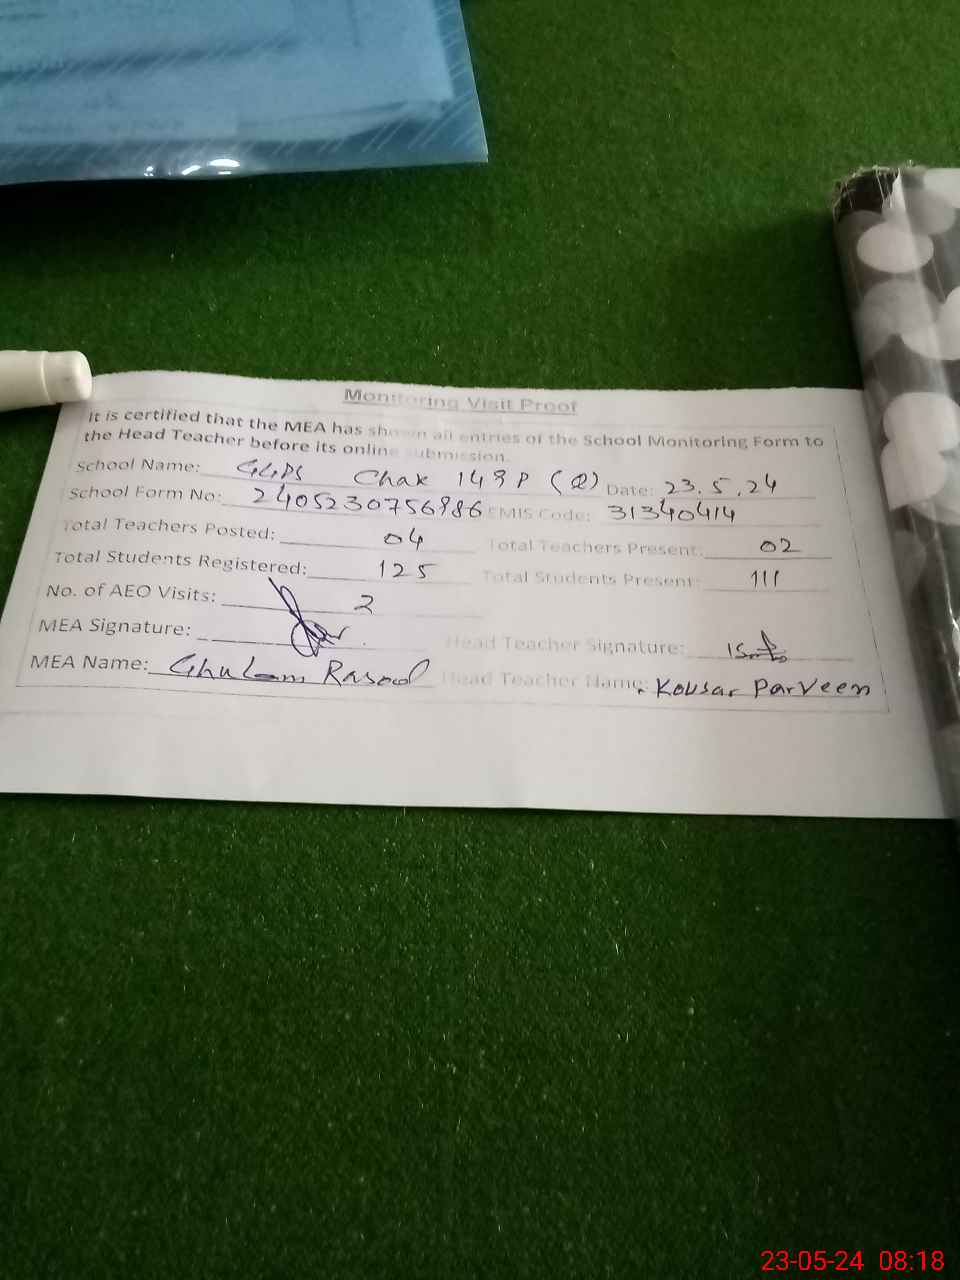 Monitoring Visit Proof
It is certified that the MEA has shown all entries of the School Monitoring Form to
the Head Teacher before its online submission.
School Name: GGPS Chak 148 P (2) Date: 23.5.24
School Form No: 2405230756986 EMIS Code: 31340414
Total Teachers Posted: 04 Total Teachers Present: 02
Total Students Registered: 125 Total Students Present: 111
No. of AEO Visits: 2
MEA Signature: Head Teacher Signature:
MEA Name: Ghulam Rasool Head Teacher Name: Kousar Parveen
23-05-24 08:18